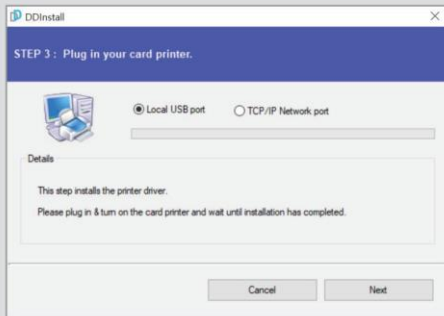 DDInstall
STEP 3 : Plug in your card printer.
Local USB port
TCP/IP Network port
Details
This step installs the printer driver.
Please plug in & turn on the card printer and wait until installation has completed.
Cancel
Next